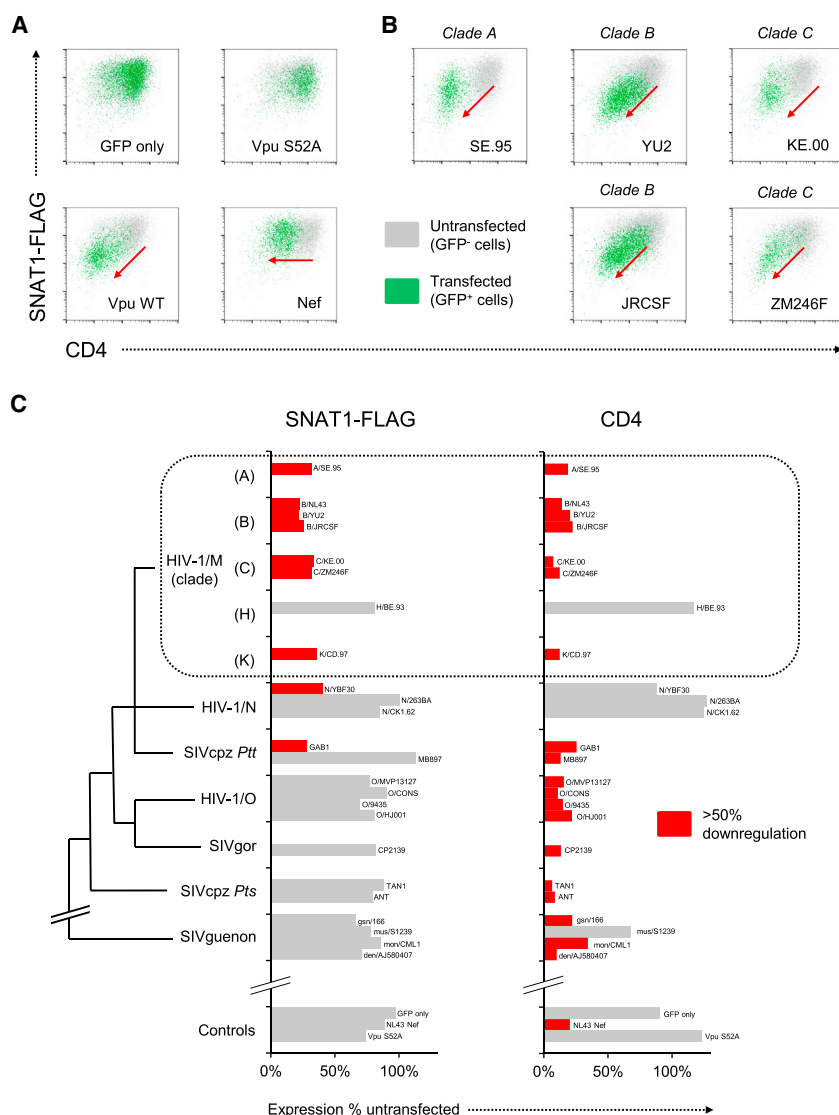 A
B
Clade A
Clade B
Clade C
GFP only
Vpu S52A
SE.95
YU2
KE.00
SNAT1-FLAG
Clade B
Clade C
Vpu WT
Nef
Untransfected
(GFP- cells)
Transfected
(GFP+ cells)
JRCSF
ZM246F
CD4
C
SNAT1-FLAG
CD4
(A)
A/SE.95
A/SE.95
(B)
B/NL43
B/YU2
B/JRCSF
B/NL43
B/YU2
B/JRCSF
HIV-1/M
(clade)
(C)
C/KE.00
C/ZM246F
C/KE.00
C/ZM246F
(H)
H/BE.93
H/BE.93
(K)
K/CD.97
K/CD.97
HIV-1/N
N/YBF30
N/263BA
N/CK1.62
N/YBF30
N/263BA
N/CK1.62
SIVcpz Ptt
GAB1
MB897
GAB1
MB897
HIV-1/O
O/MVP13127
O/CONS
O/9435
O/HJ001
O/MVP13127
O/CONS
O/9435
O/HJ001
>50%
downregulation
SIVgor
CP2139
CP2139
SIVcpz Pts
TAN1
ANT
TAN1
ANT
SIVguenon
gsn/166
mus/S1239
mon/CML1
den/AJ580407
gsn/166
mus/S1239
mon/CML1
den/AJ580407
Controls
GFP only
NL43 Nef
Vpu S52A
GFP only
NL43 Nef
Vpu S52A
0% 50% 100%
0% 50% 100%
Expression % untransfected